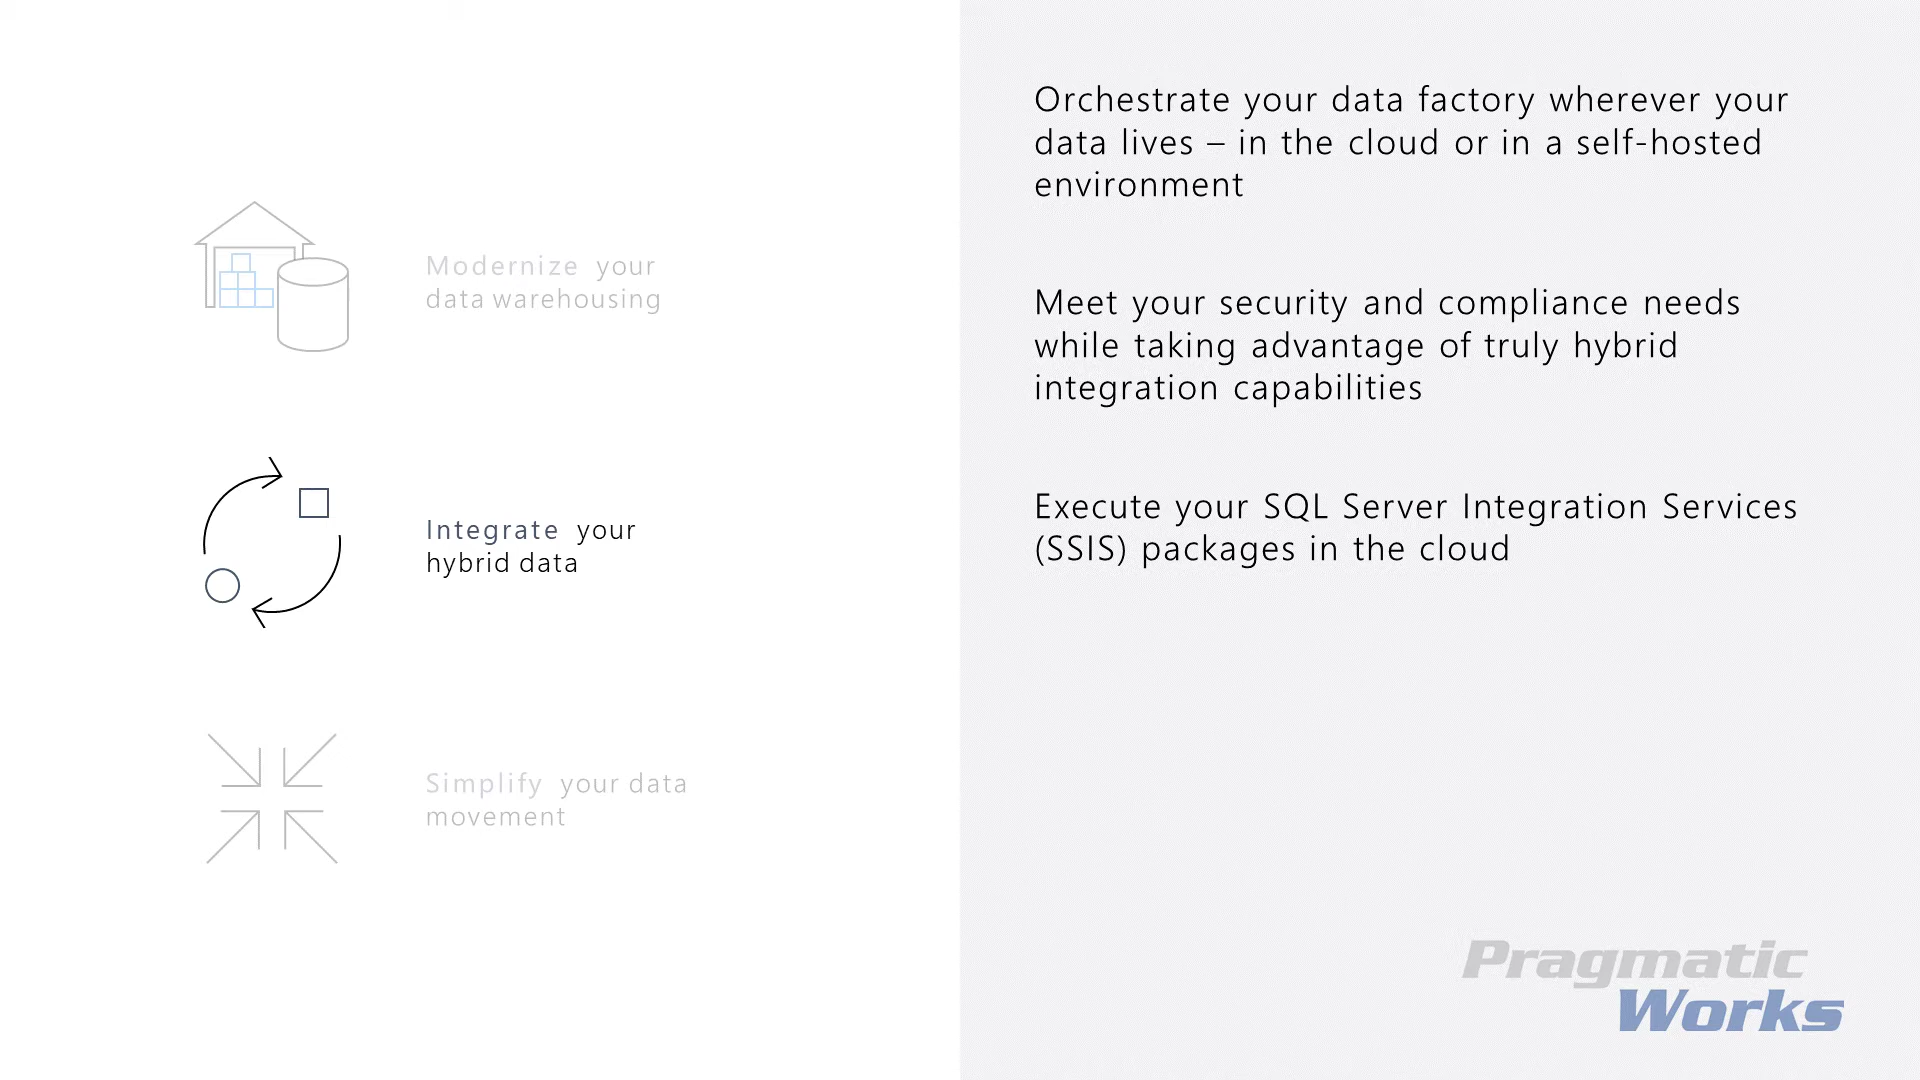 Modernize your
data warehousing
Integrate your
hybrid data
Simplify your data
movement
Orchestrate your data factory wherever your
data lives – in the cloud or in a self-hosted
environment
Meet your security and compliance needs
while taking advantage of truly hybrid
integration capabilities
Execute your SQL Server Integration Services
(SSIS) packages in the cloud
Pragmatic
Works